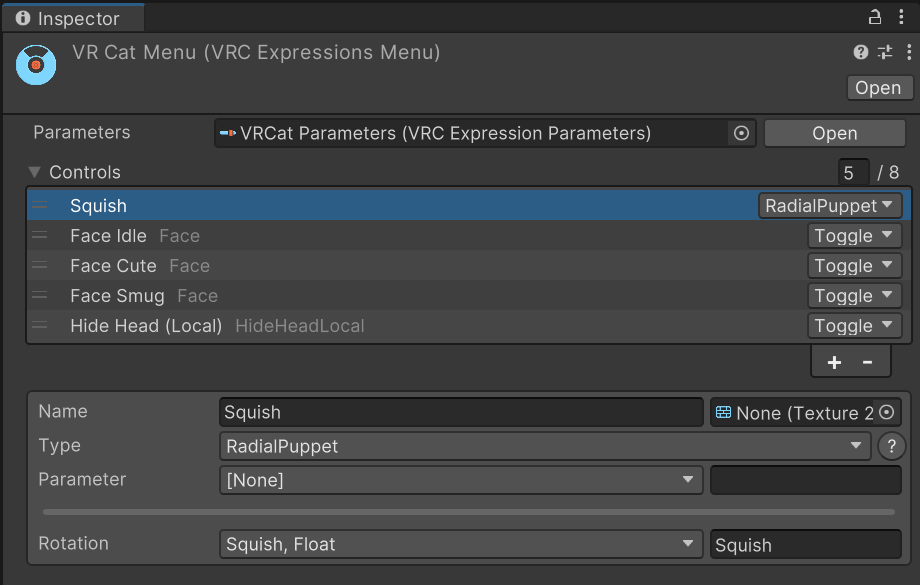 Inspector
VR Cat Menu (VRC Expressions Menu)
Open
Parameters VRCat Parameters (VRC Expression Parameters) Open
Controls 5 / 8
Squish RadialPuppet
Face Idle Face Toggle
Face Cute Face Toggle
Face Smug Face Toggle
Hide Head (Local) HideHeadLocal Toggle
+ -
Name Squish None (Texture 2
Type RadialPuppet ?
Parameter [None]
Rotation Squish, Float Squish